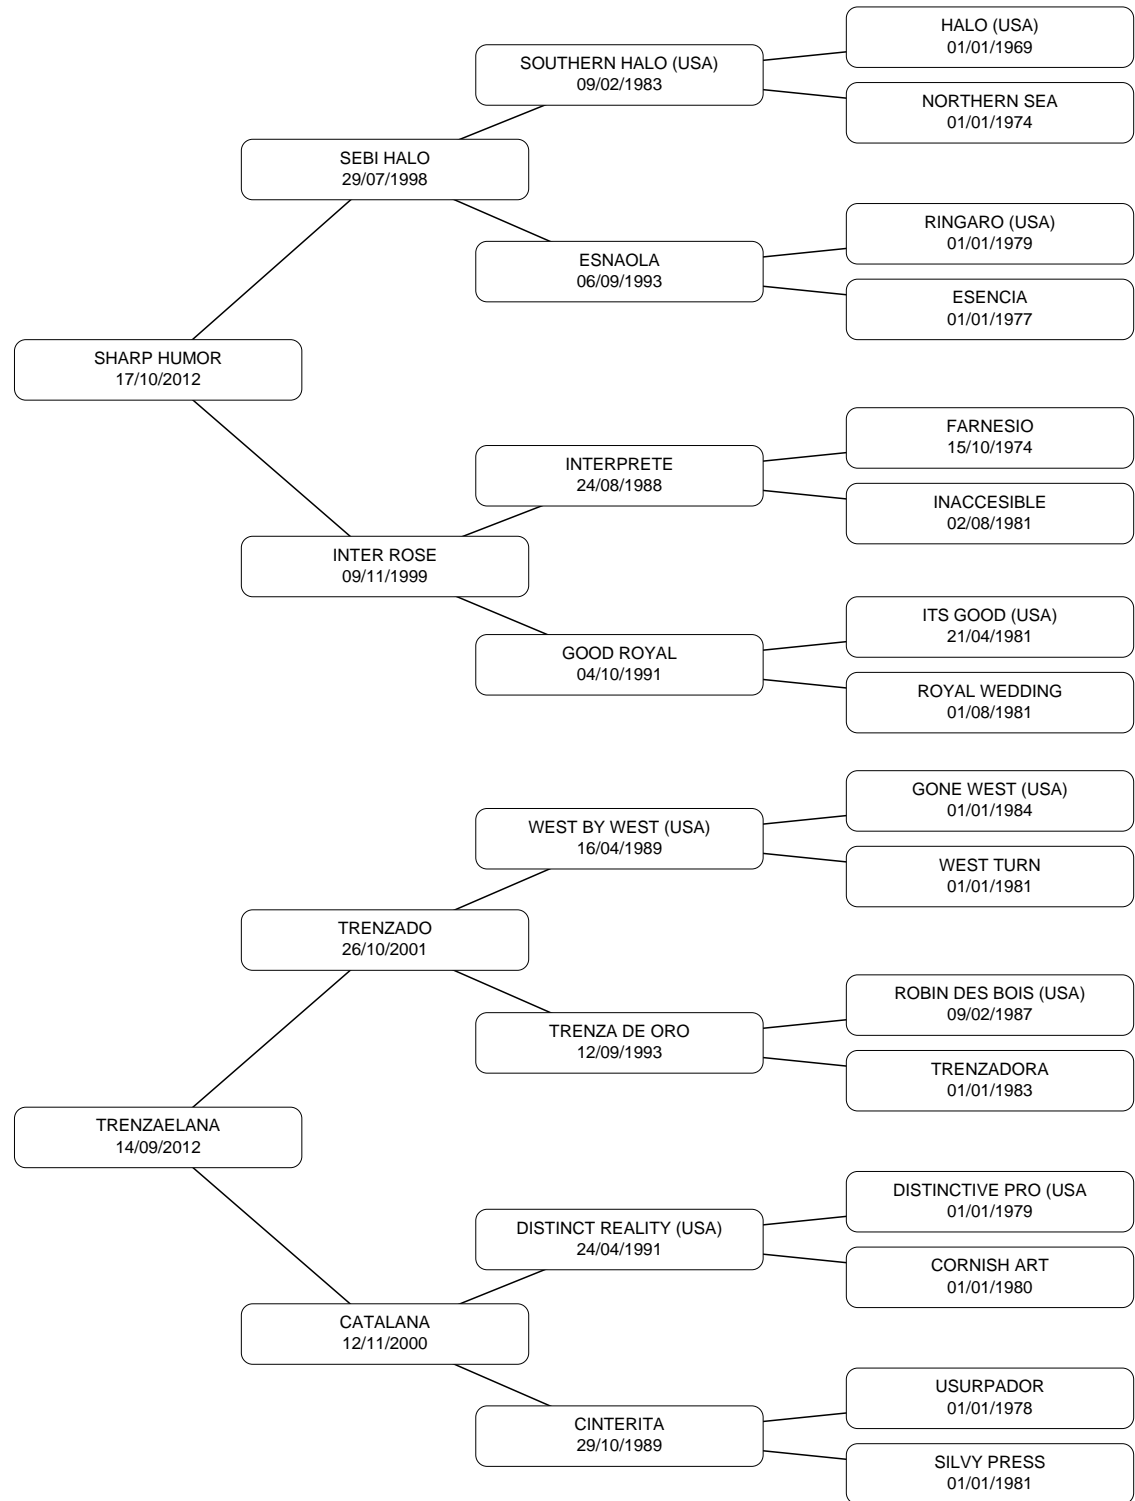 HALO (USA)
01/01/1969
SOUTHERN HALO (USA)
09/02/1983
NORTHERN SEA
01/01/1974
SEBI HALO
29/07/1998
RINGARO (USA)
01/01/1979
ESNAOLA
06/09/1993
ESENCIA
01/01/1977
SHARP HUMOR
17/10/2012
FARNESIO
15/10/1974
INTERPRETE
24/08/1988
INACCESIBLE
02/08/1981
INTER ROSE
09/11/1999
ITS GOOD (USA)
21/04/1981
GOOD ROYAL
04/10/1991
ROYAL WEDDING
01/08/1981
GONE WEST (USA)
01/01/1984
WEST BY WEST (USA)
16/04/1989
WEST TURN
01/01/1981
TRENZADO
26/10/2001
ROBIN DES BOIS (USA)
09/02/1987
TRENZA DE ORO
12/09/1993
TRENZADORA
01/01/1983
TRENZAELANA
14/09/2012
DISTINCTIVE PRO (USA
01/01/1979
DISTINCT REALITY (USA)
24/04/1991
CORNISH ART
01/01/1980
CATALANA
12/11/2000
USURPADOR
01/01/1978
CINTERITA
29/10/1989
SILVY PRESS
01/01/1981